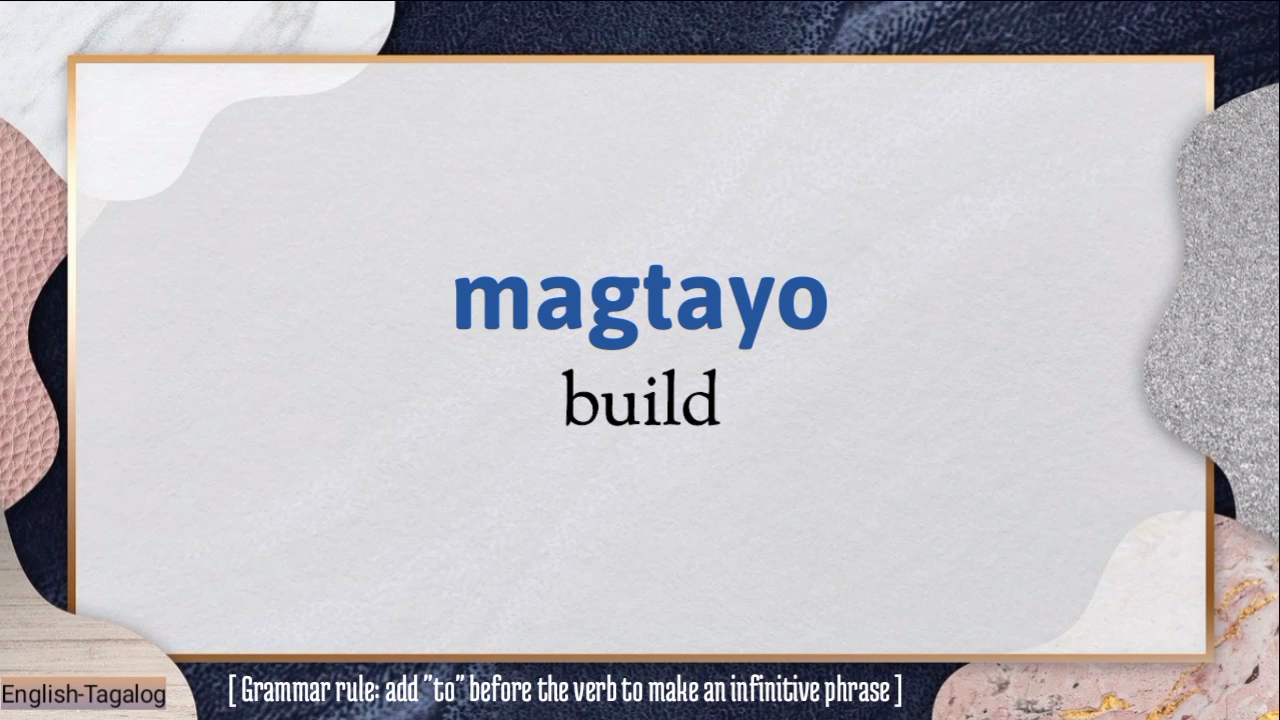 magtayo
build
English-Tagalog
[ Grammar rule: add "to" before the verb to make an infinitive phrase ]